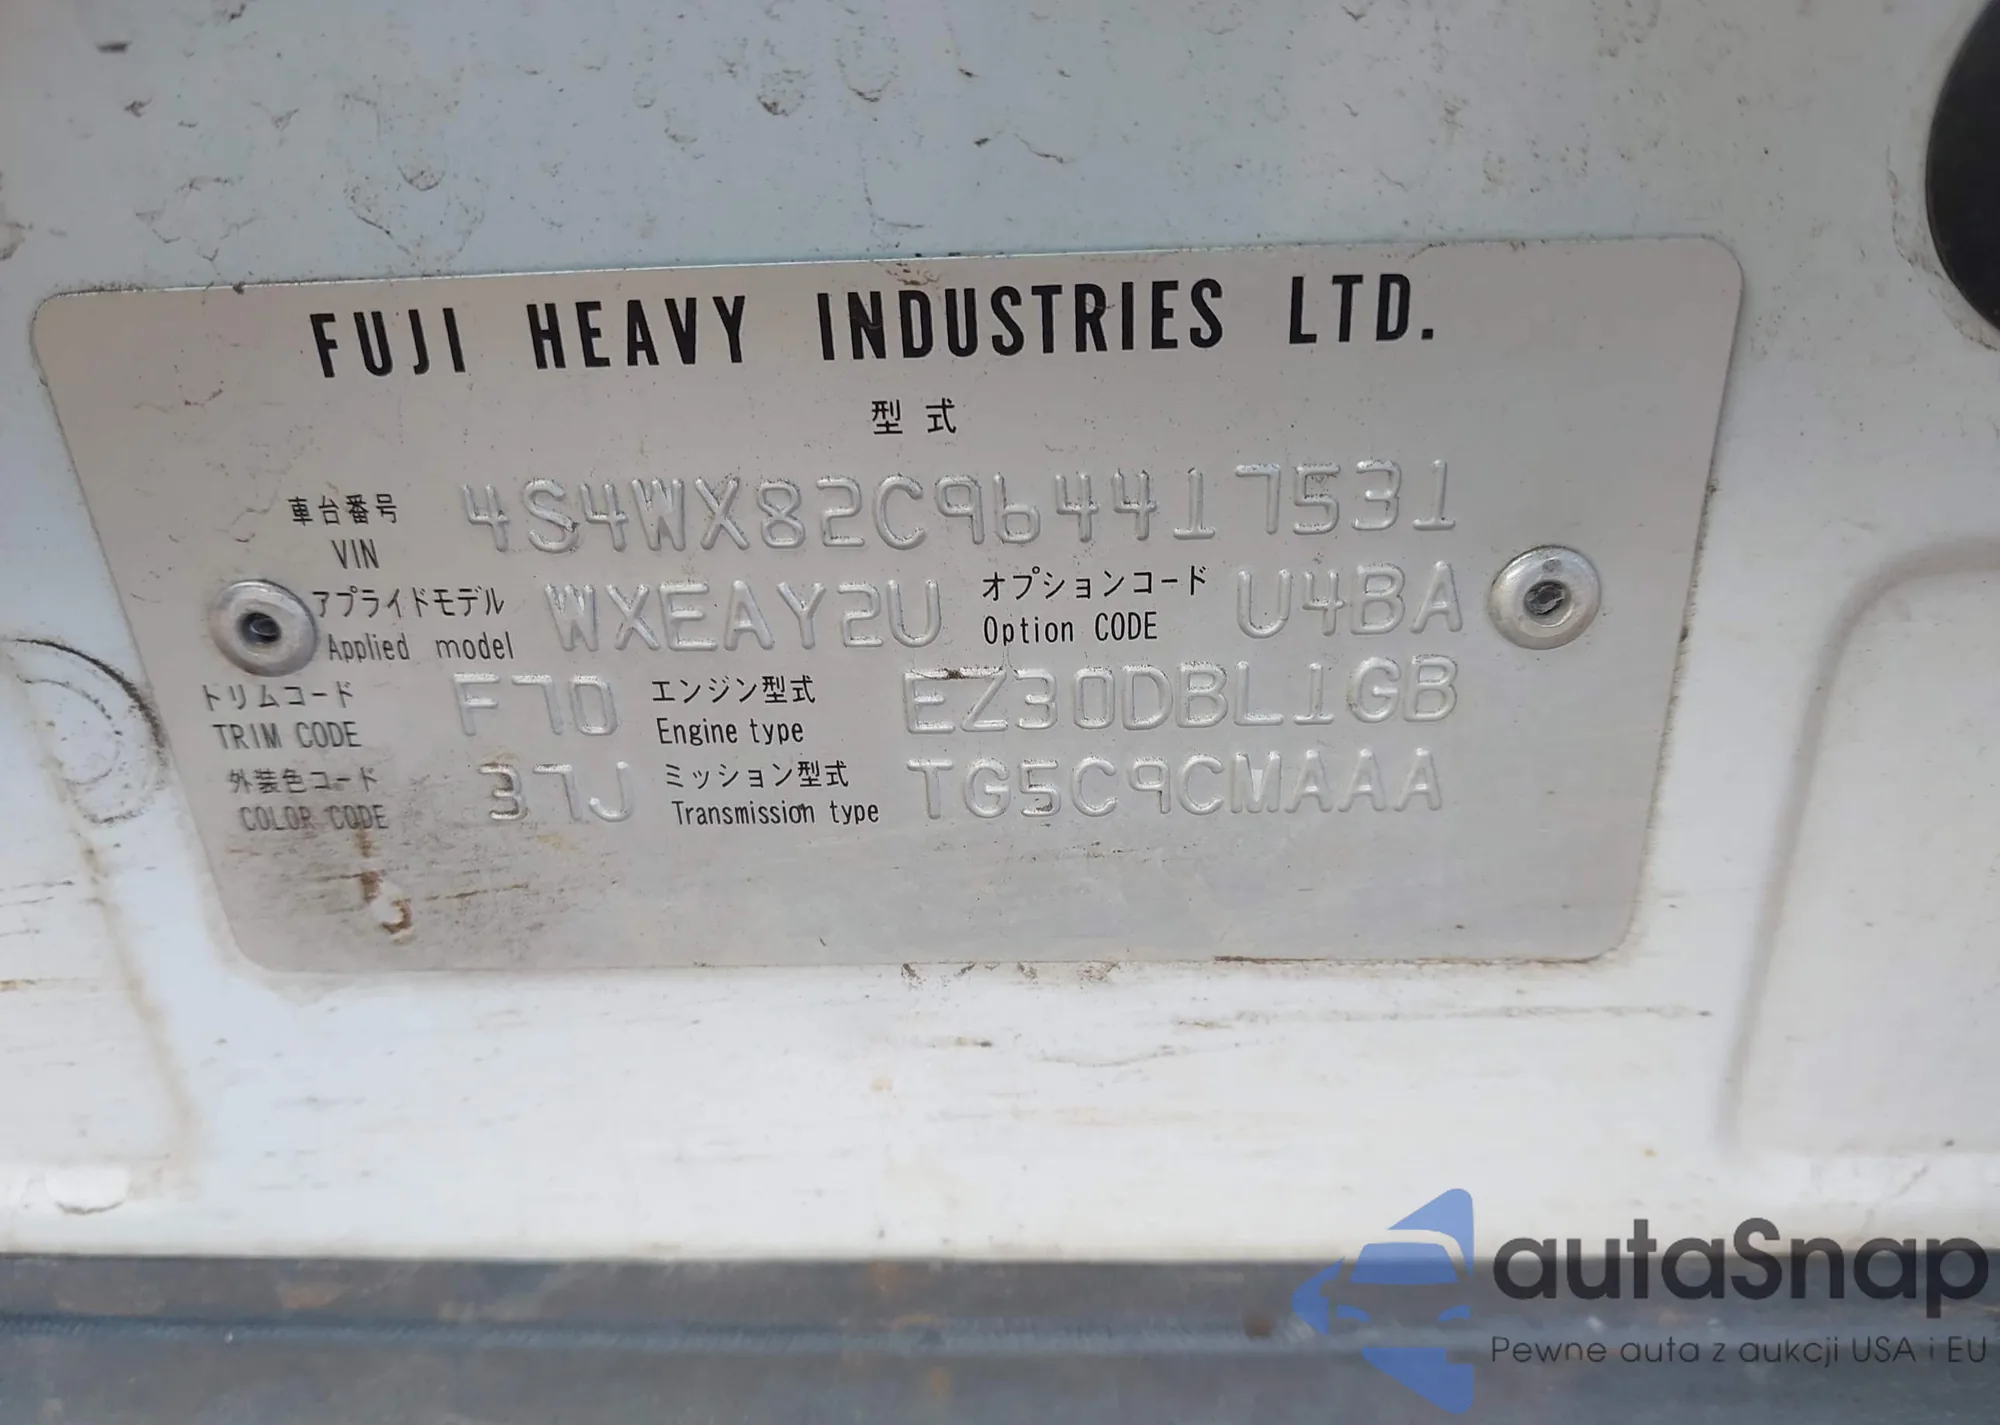 FUJI HEAVY INDUSTRIES LTD.
型式
車台番号 4S4WX82C964417531
VIN
アプライドモデル WXEAY2U オプションコード U4BA
Applied model Option CODE
トリムコード F70 エンジン型式 EZ30DBL1GB
TRIM CODE Engine type
外装色コード 37J ミッション型式 TG5C9CMAAA
COLOR CODE Transmission type
autaSnap
Pewne auta z aukcji USA i EU